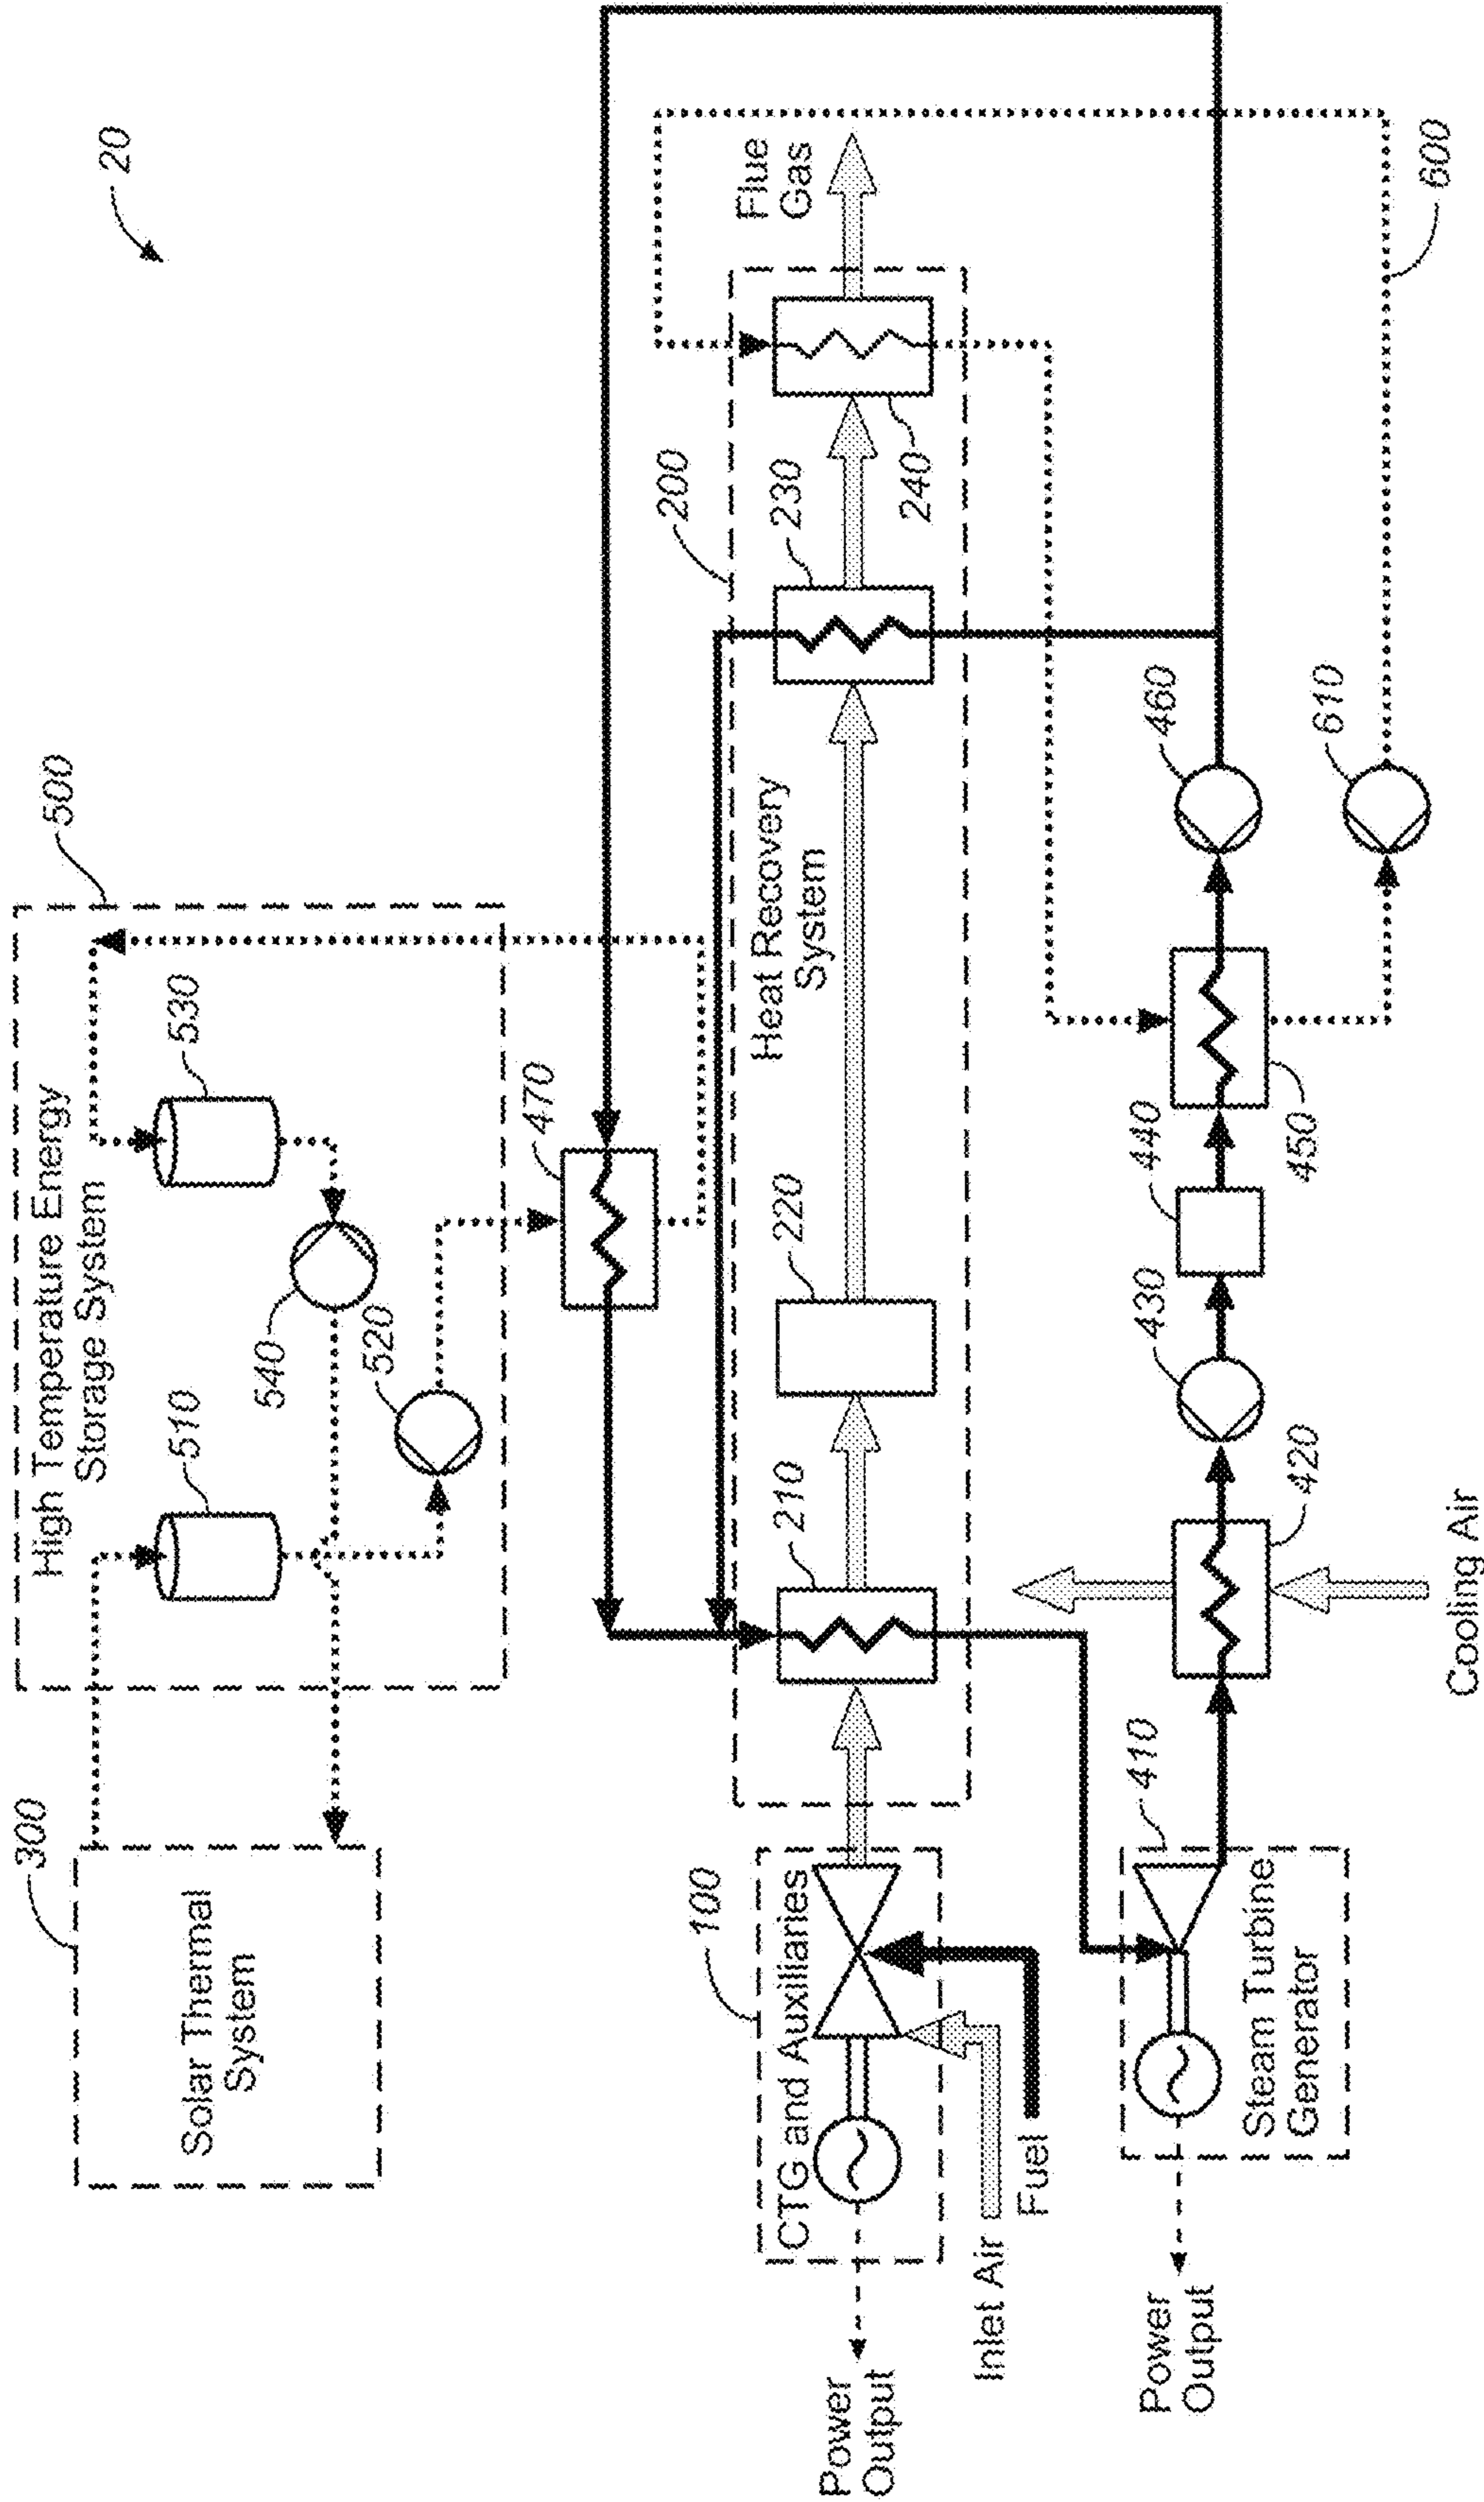 20
300
Solar Thermal
System
High Temperature Energy
Storage System
500
510
530
540
520
470
100
CTG and Auxiliaries
Power
Output
Inlet Air
Fuel
200
Heat Recovery
System
210
220
230
240
Flue
Gas
410
Steam Turbine
Generator
Power
Output
420
Cooling Air
430
440
450
460
610
600